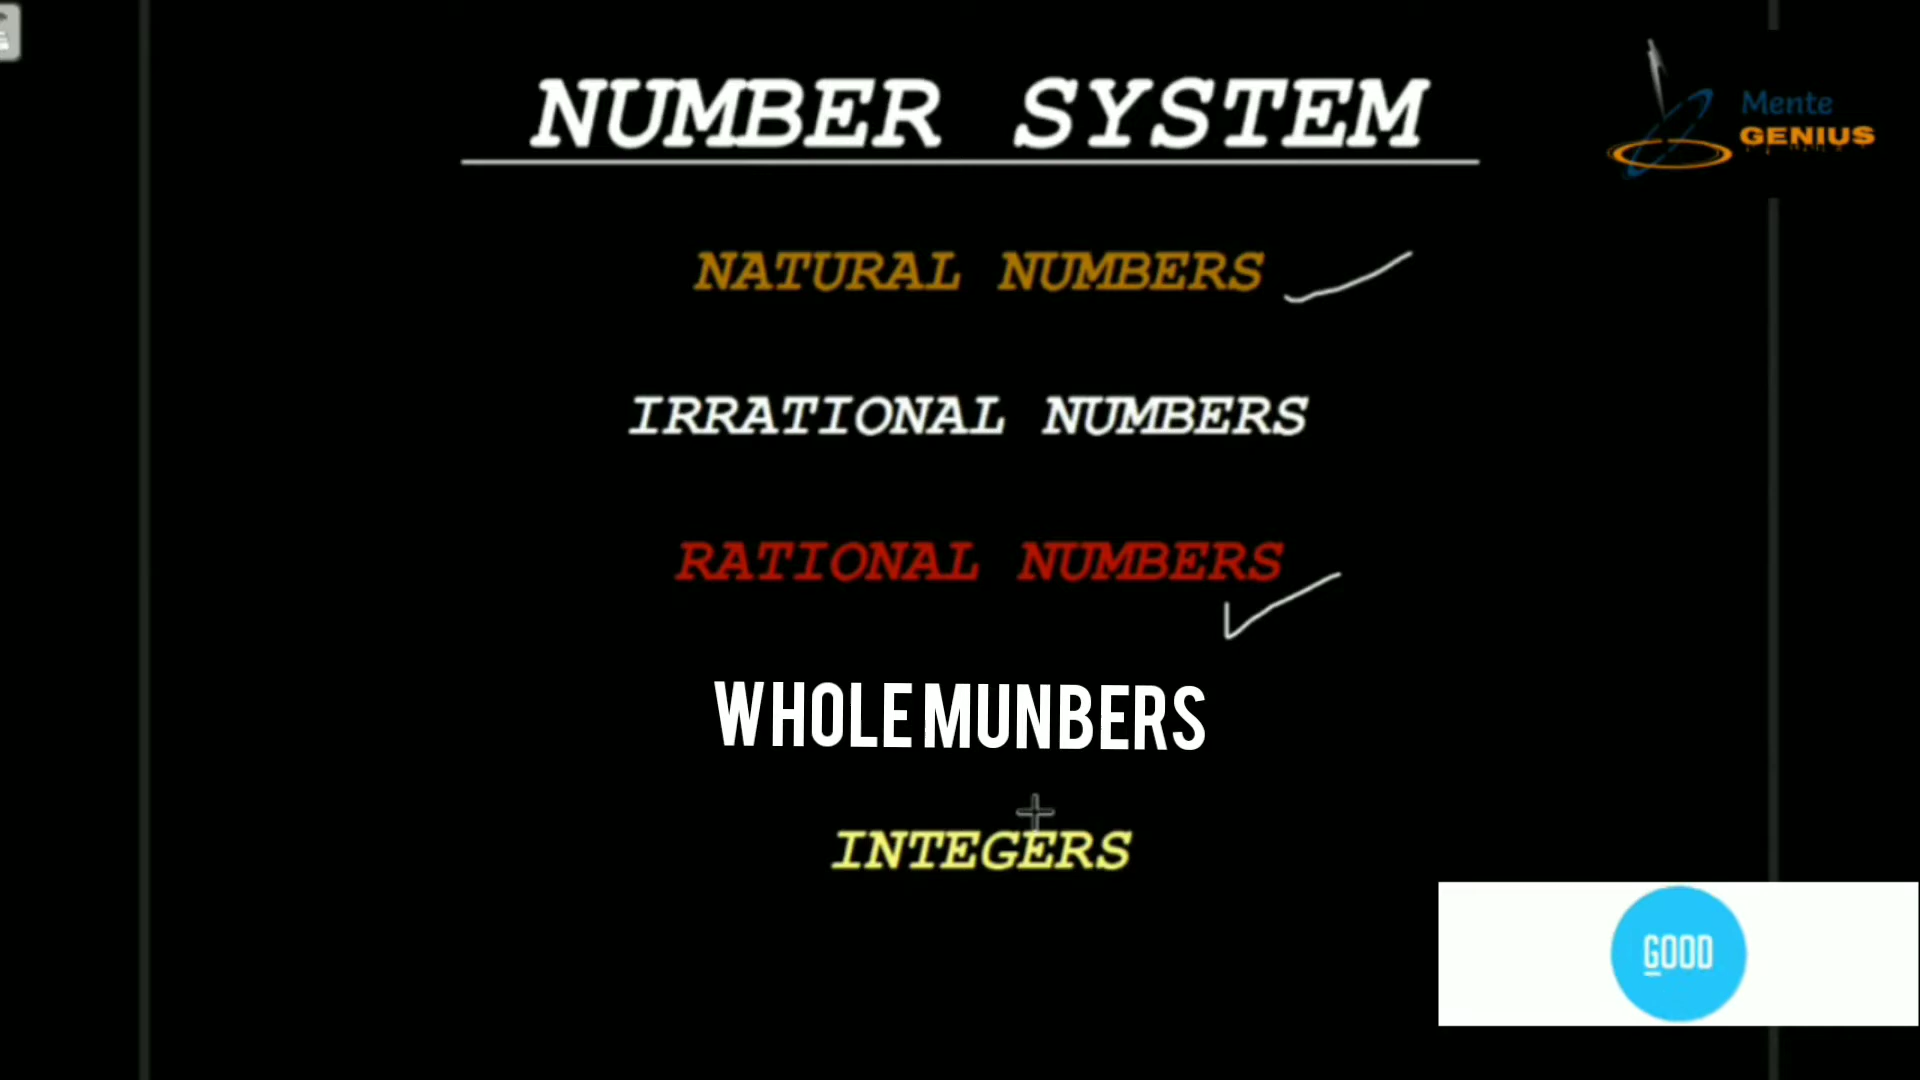 NUMBER SYSTEM
Mente
GENIUS
NATURAL NUMBERS
IRRATIONAL NUMBERS
RATIONAL NUMBERS
WHOLE MUNBERS
INTEGERS
GOOD